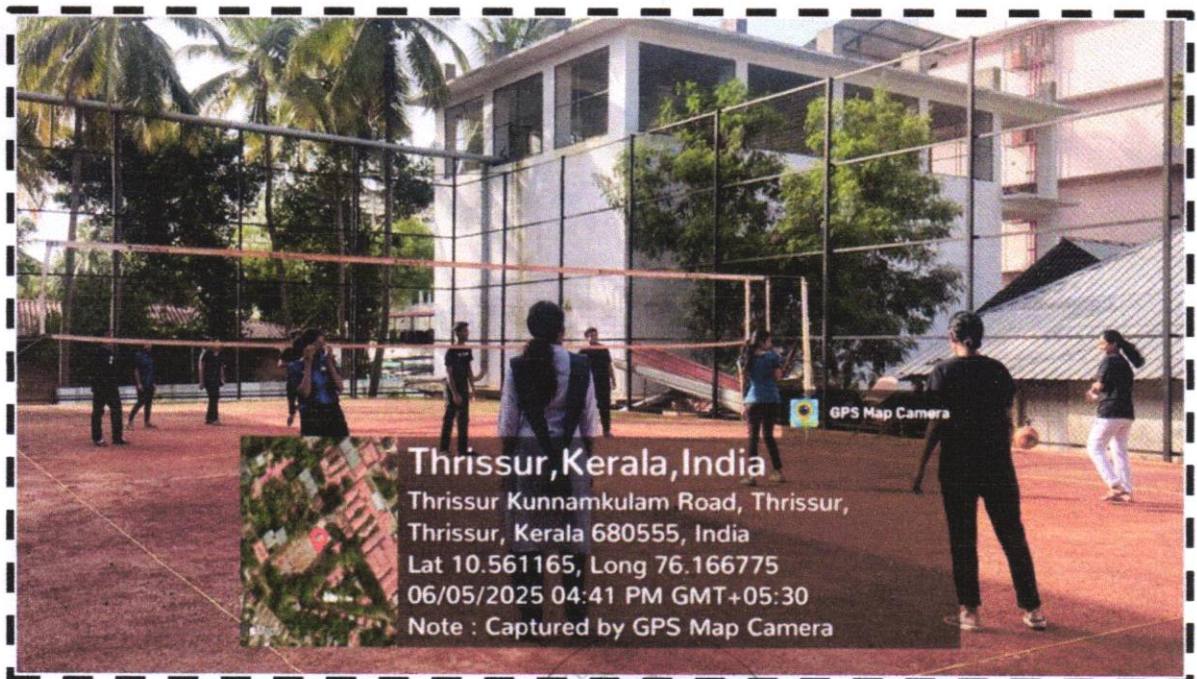 GPS Map Camera
Thrissur,Kerala,India
Thrissur Kunnamkulam Road, Thrissur,
Thrissur, Kerala 680555, India
Lat 10.561165, Long 76.166775
06/05/2025 04:41 PM GMT+05:30
Note : Captured by GPS Map Camera